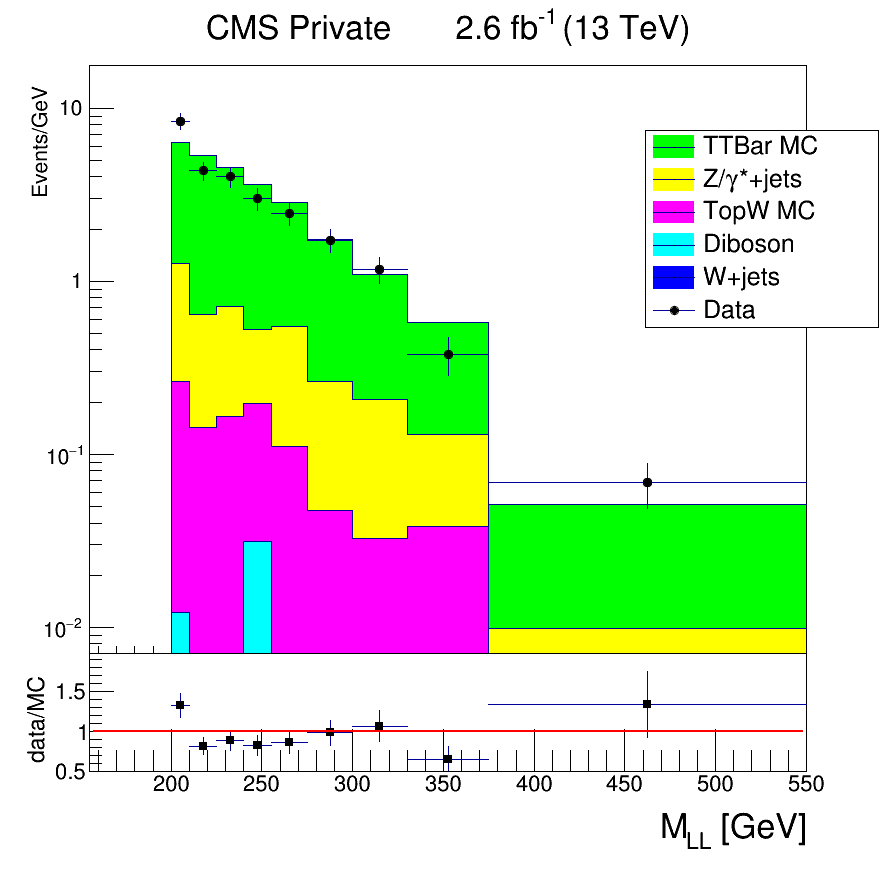 CMS Private 2.6 fb⁻¹ (13 TeV)
Events/GeV
10
1
10⁻¹
10⁻²
TTBar MC
Z/γ*+jets
TopW MC
Diboson
W+jets
Data
data/MC
1.5
1
0.5
200 250 300 350 400 450 500 550
M_LL [GeV]